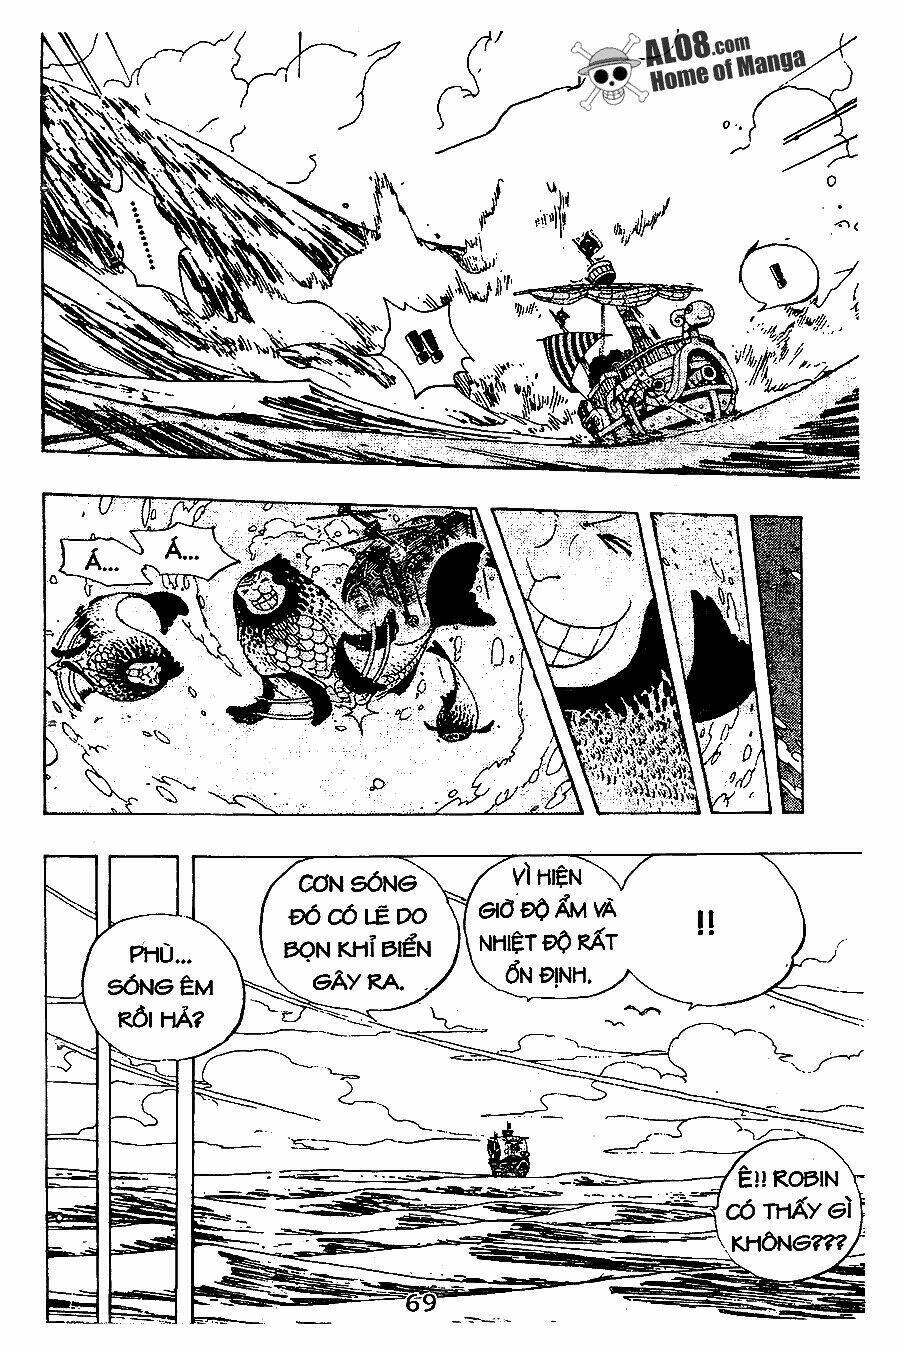 AL08.com
Home of Manga
.........
!!
!!
Á...
Á...
PHÙ...
SÓNG ÊM
RỒI HẢ?
CƠN SÓNG
ĐÓ CÓ LẼ DO
BỌN KHỈ BIỂN
GÂY RA.
VÌ HIỆN
GIỜ ĐỘ ẨM VÀ
NHIỆT ĐỘ RẤT
ỔN ĐỊNH.
!!
Ê!! ROBIN
CÓ THẤY GÌ
KHÔNG???
69